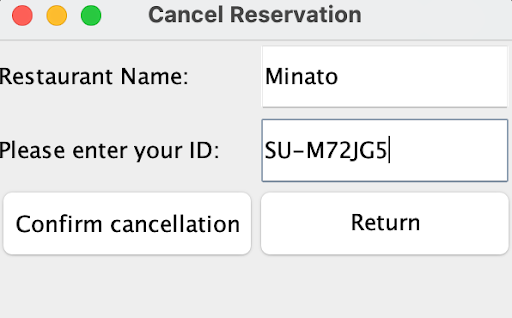 Cancel Reservation
Restaurant Name: Minato
Please enter your ID: SU-M72JG5
Confirm cancellation Return